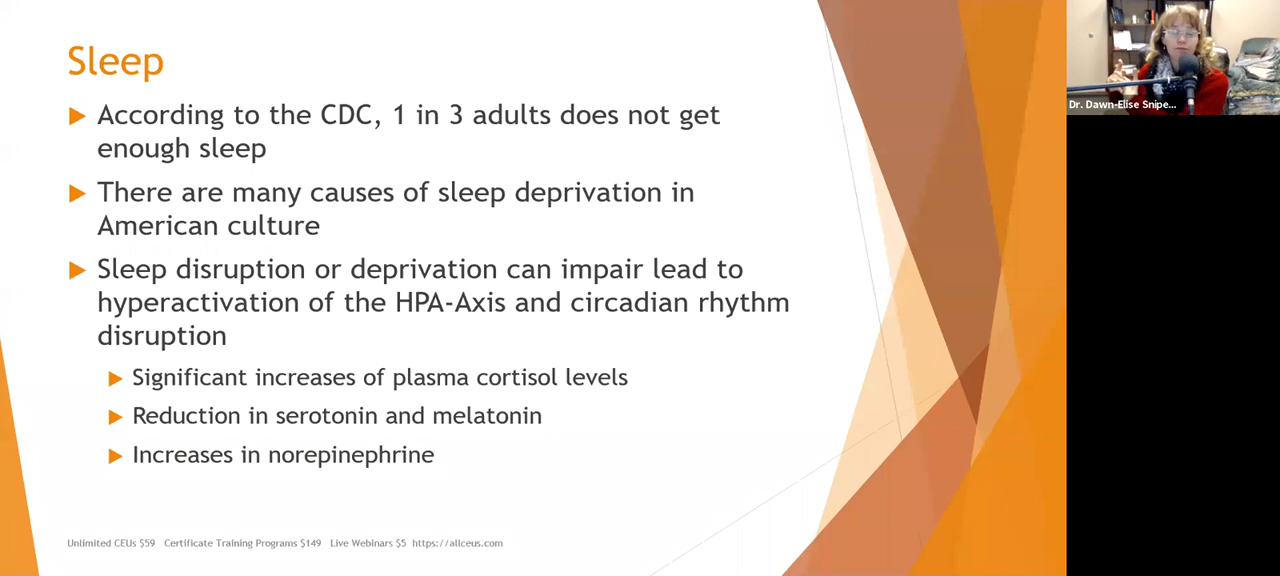 Sleep
According to the CDC, 1 in 3 adults does not get
enough sleep
There are many causes of sleep deprivation in
American culture
Sleep disruption or deprivation can impair lead to
hyperactivation of the HPA-Axis and circadian rhythm
disruption
Significant increases of plasma cortisol levels
Reduction in serotonin and melatonin
Increases in norepinephrine
Unlimited CEUs $59 Certificate Training Programs $149 Live Webinars $5 https://allceus.com
Dr. Dawn-Elise Snipe...